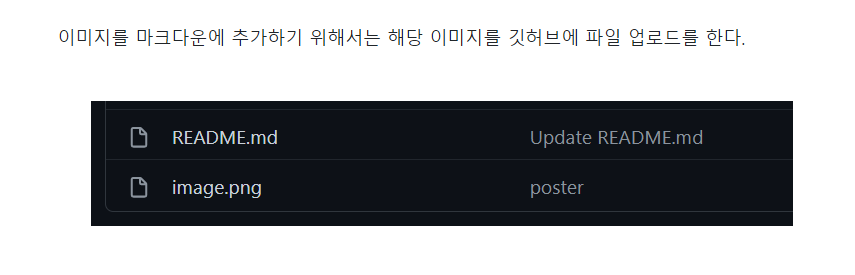 이미지를 마크다운에 추가하기 위해서는 해당 이미지를 깃허브에 파일 업로드를 한다.
README.md Update README.md
image.png poster